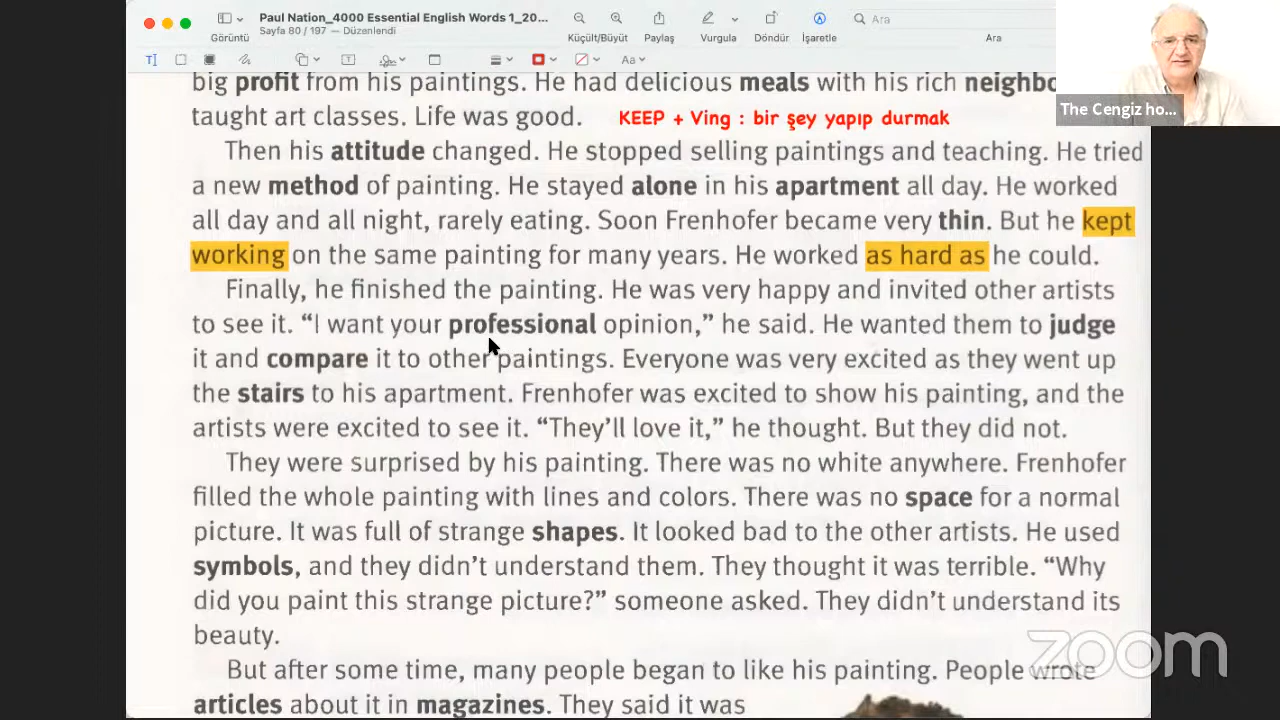 Paul Nation_4000 Essential English Words 1_20...
Sayfa 80 / 197 — Düzenlendi
Görüntü
Küçült/Büyüt
Paylaş
Vurgula
Döndür
İşaretle
Ara
Ara
Aa
The Cengiz ho...
big profit from his paintings. He had delicious meals with his rich
taught art classes. Life was good.
KEEP + Ving : bir şey yapıp durmak
Then his attitude changed. He stopped selling paintings and teaching. He tried
a new method of painting. He stayed alone in his apartment all day. He worked
all day and all night, rarely eating. Soon Frenhofer became very thin. But he kept
working on the same painting for many years. He worked as hard as he could.
Finally, he finished the painting. He was very happy and invited other artists
to see it. “I want your professional opinion,” he said. He wanted them to judge
it and compare it to other paintings. Everyone was very excited as they went up
the stairs to his apartment. Frenhofer was excited to show his painting, and the
artists were excited to see it. “They’ll love it,” he thought. But they did not.
They were surprised by his painting. There was no white anywhere. Frenhofer
filled the whole painting with lines and colors. There was no space for a normal
picture. It was full of strange shapes. It looked bad to the other artists. He used
symbols, and they didn’t understand them. They thought it was terrible. “Why
did you paint this strange picture?” someone asked. They didn’t understand its
beauty.
But after some time, many people began to like his painting. People wrote
articles about it in magazines. They said it was
zoom